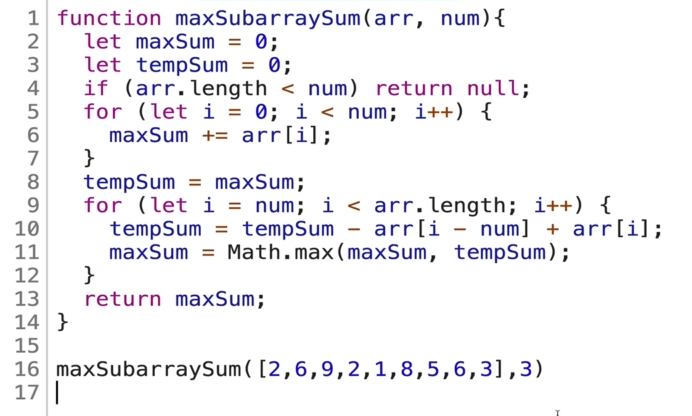 1 function maxSubarraySum(arr, num){
2   let maxSum = 0;
3   let tempSum = 0;
4   if (arr.length < num) return null;
5   for (let i = 0; i < num; i++) {
6     maxSum += arr[i];
7   }
8   tempSum = maxSum;
9   for (let i = num; i < arr.length; i++) {
10     tempSum = tempSum - arr[i - num] + arr[i];
11     maxSum = Math.max(maxSum, tempSum);
12   }
13   return maxSum;
14 }
15
16 maxSubarraySum([2,6,9,2,1,8,5,6,3],3)
17